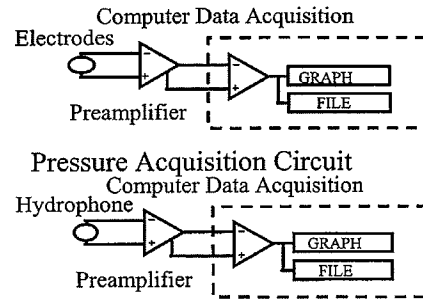 Computer Data Acquisition
Electrodes
−
+
−
+
GRAPH
FILE
Preamplifier
Pressure Acquisition Circuit
Computer Data Acquisition
Hydrophone
−
+
−
+
GRAPH
FILE
Preamplifier